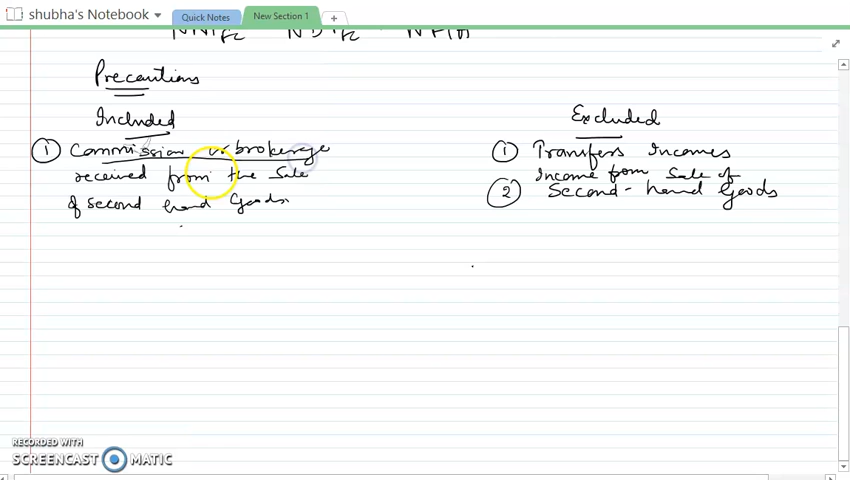 shubha's Notebook
Quick Notes
New Section 1
Precautions
Included
Excluded
① Commission or brokerage
received from the Sale
of second hand Goods.
① Transfers Incomes
Income from Sale of
② Second-hand Goods
RECORDED WITH
SCREENCAST MATIC